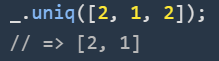 _.uniq([2, 1, 2]);
// => [2, 1]